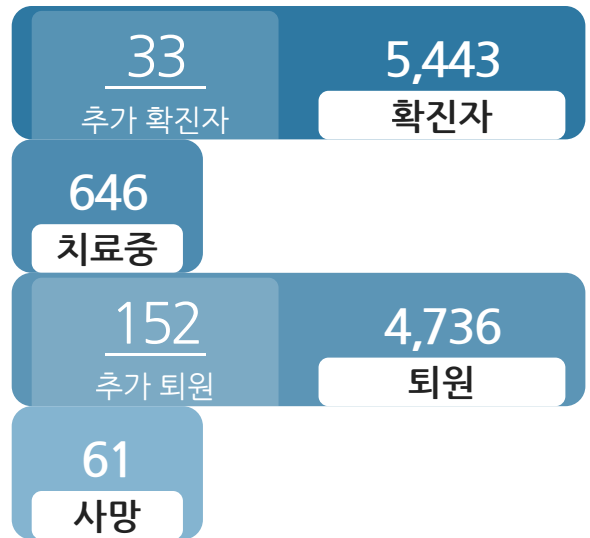 33
추가 확진자
5,443
확진자
646
치료중
152
추가 퇴원
4,736
퇴원
61
사망